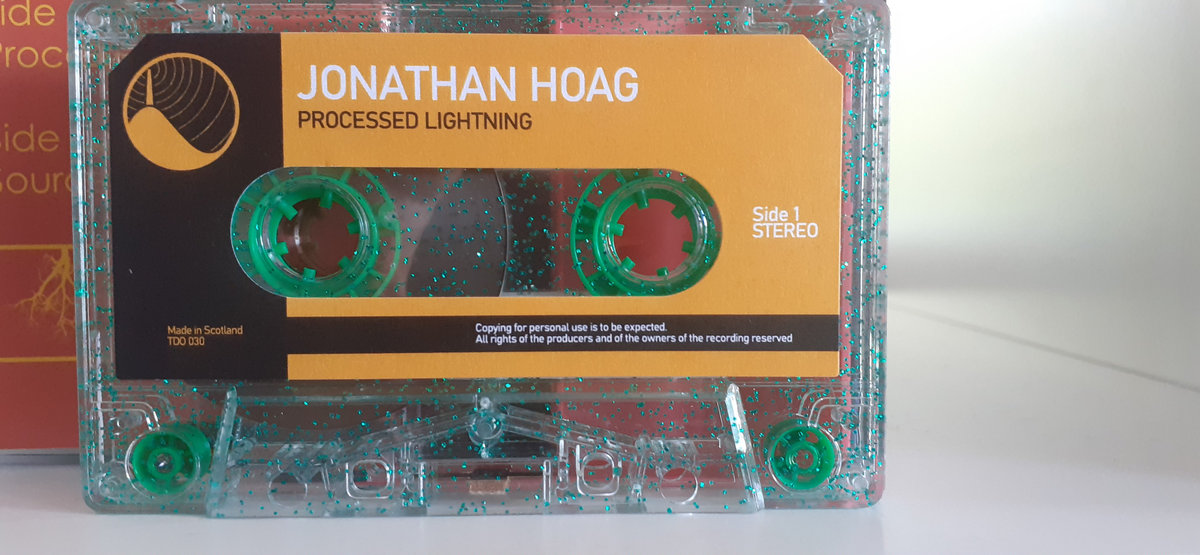 JONATHAN HOAG
PROCESSED LIGHTNING
Side 1
STEREO
Made in Scotland
TDO 030
Copying for personal use is to be expected.
All rights of the producers and of the owners of the recording reserved